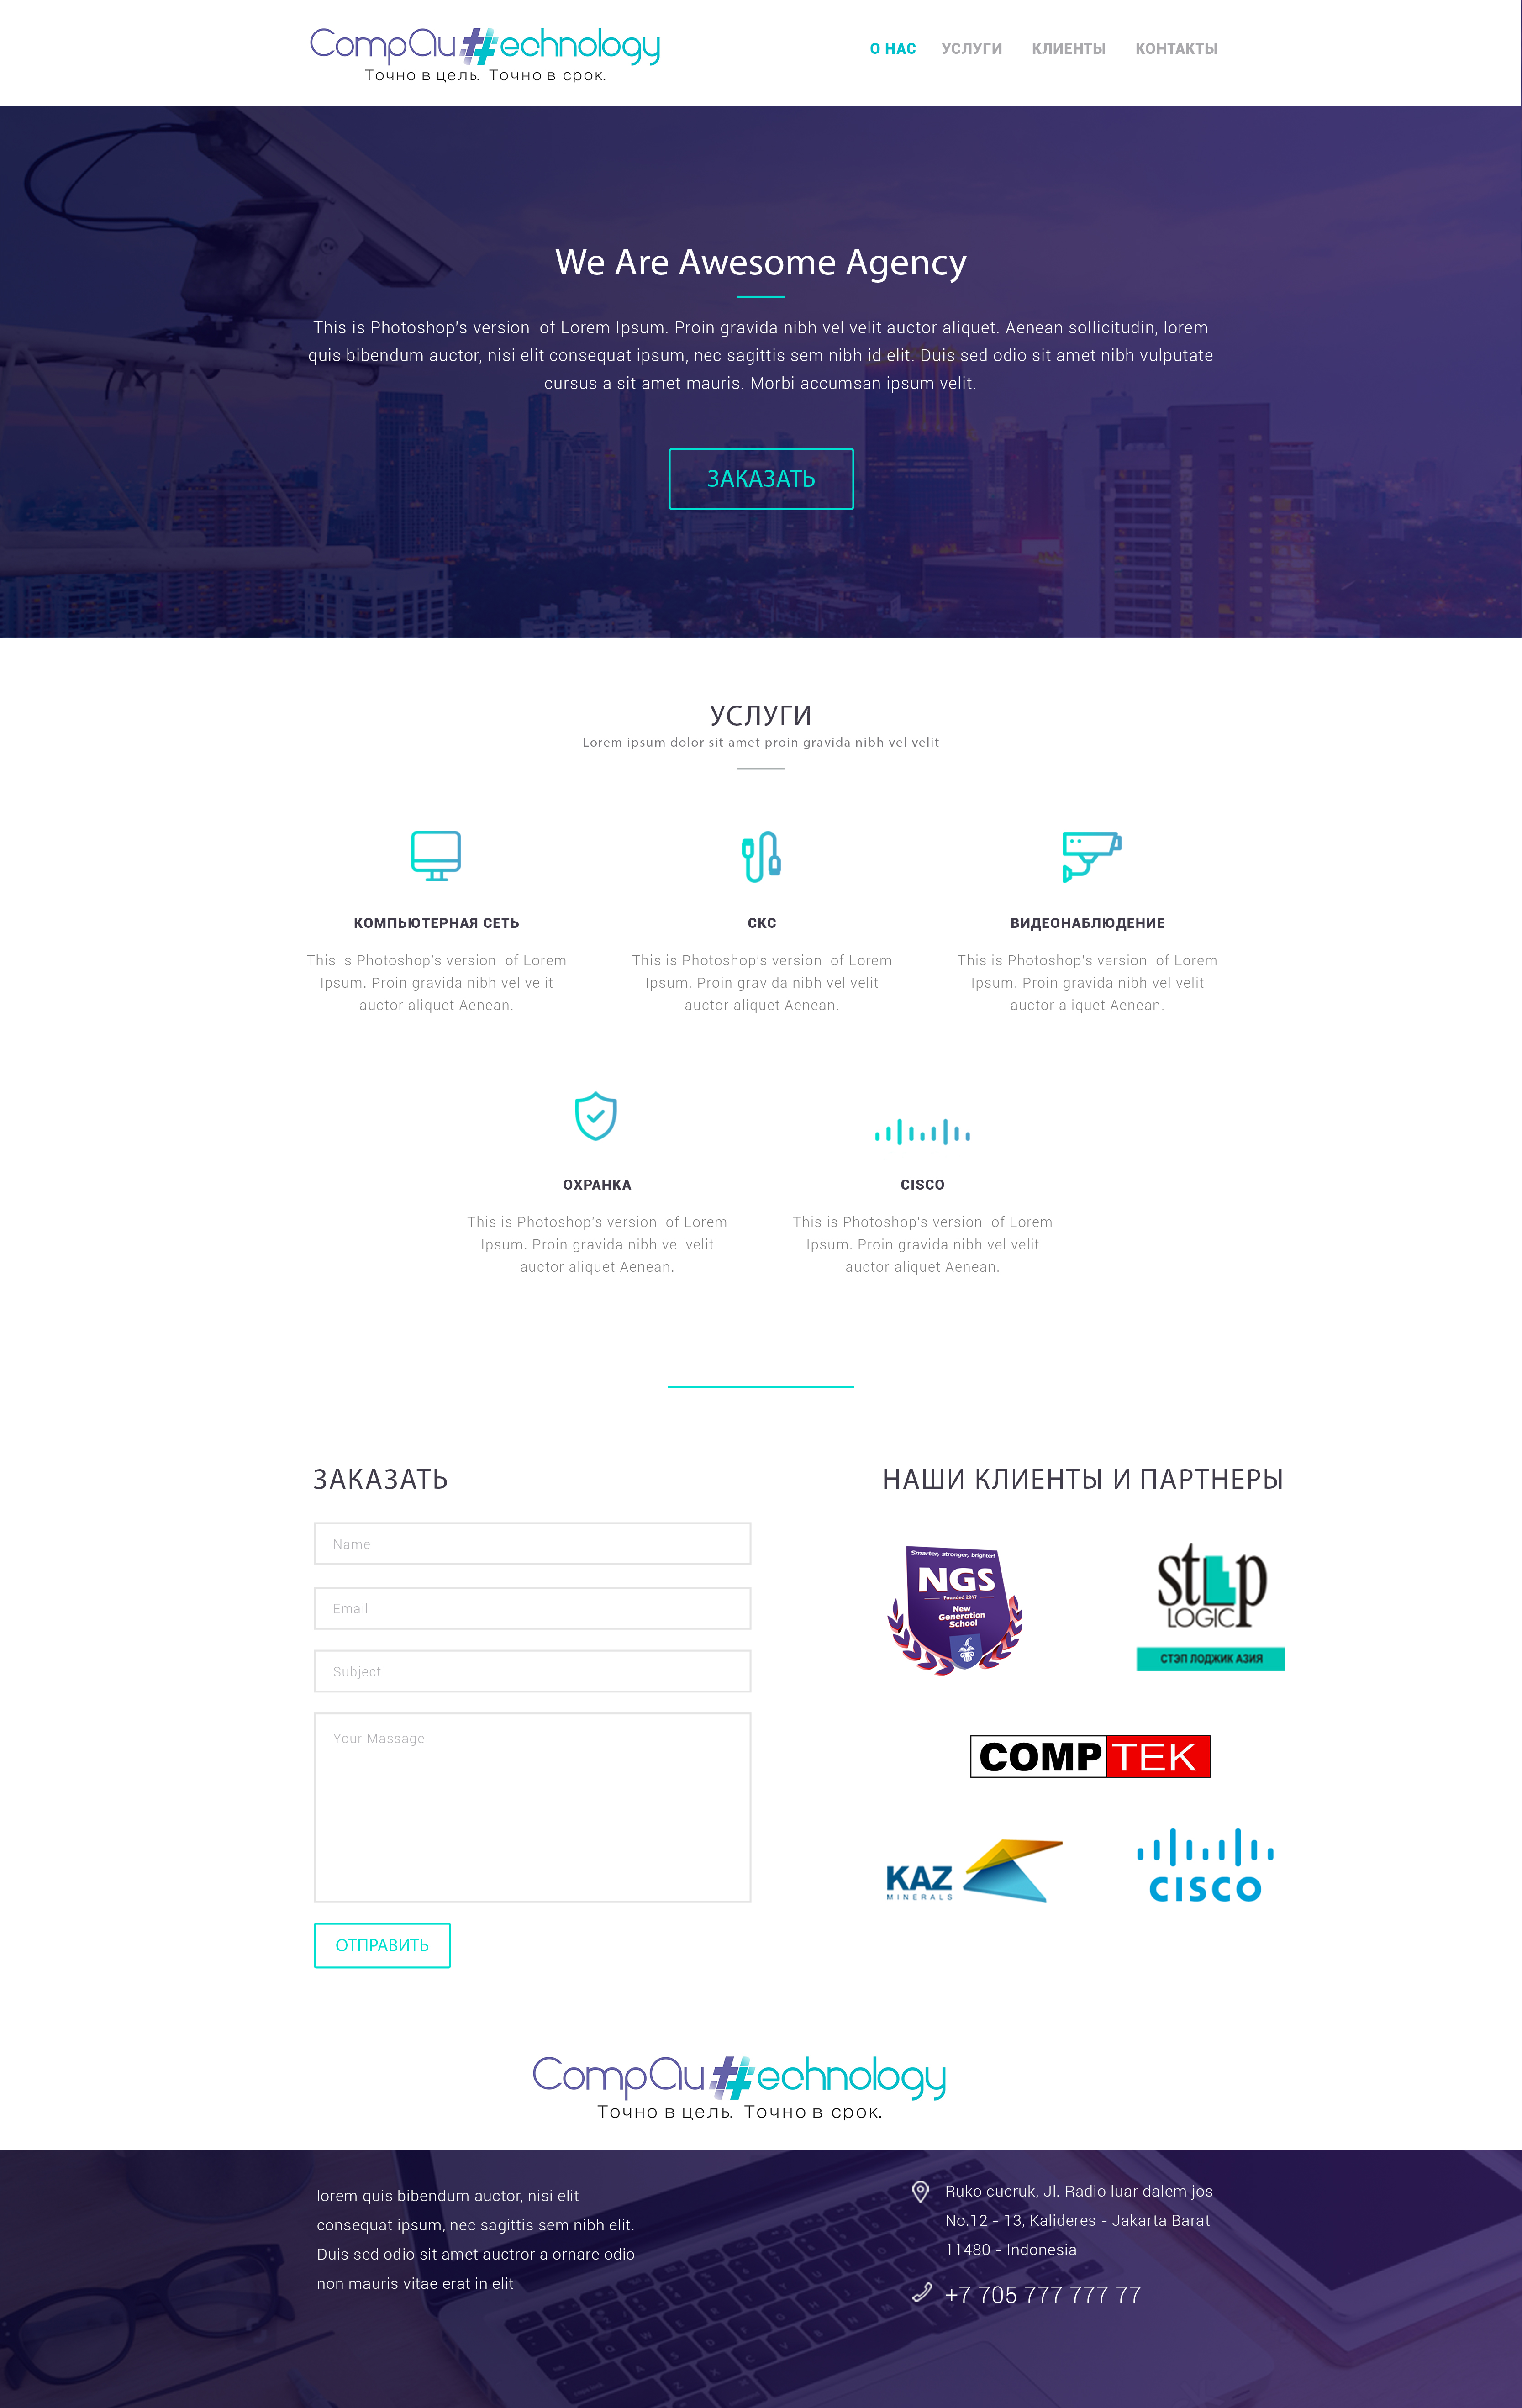 CompAu#echnology
Точно в цель. Точно в срок.
О НАС УСЛУГИ КЛИЕНТЫ КОНТАКТЫ
We Are Awesome Agency
This is Photoshop's version of Lorem Ipsum. Proin gravida nibh vel velit auctor aliquet. Aenean sollicitudin, lorem
quis bibendum auctor, nisi elit consequat ipsum, nec sagittis sem nibh id elit. Duis sed odio sit amet nibh vulputate
cursus a sit amet mauris. Morbi accumsan ipsum velit.
ЗАКАЗАТЬ
УСЛУГИ
Lorem ipsum dolor sit amet proin gravida nibh vel velit
КОМПЬЮТЕРНАЯ СЕТЬ
This is Photoshop's version of Lorem
Ipsum. Proin gravida nibh vel velit
auctor aliquet Aenean.
СКС
This is Photoshop's version of Lorem
Ipsum. Proin gravida nibh vel velit
auctor aliquet Aenean.
ВИДЕОНАБЛЮДЕНИЕ
This is Photoshop's version of Lorem
Ipsum. Proin gravida nibh vel velit
auctor aliquet Aenean.
ОХРАНКА
This is Photoshop's version of Lorem
Ipsum. Proin gravida nibh vel velit
auctor aliquet Aenean.
CISCO
This is Photoshop's version of Lorem
Ipsum. Proin gravida nibh vel velit
auctor aliquet Aenean.
ЗАКАЗАТЬ
Name
Email
Subject
Your Massage
ОТПРАВИТЬ
НАШИ КЛИЕНТЫ И ПАРТНЕРЫ
Smarter, stronger, brighter!
NGS
Founded 2017
New
Generation
School
step
LOGIC
СТЭП ЛОДЖИК АЗИЯ
COMPTEK
KAZ
MINERALS
CISCO
CompAu#echnology
Точно в цель. Точно в срок.
lorem quis bibendum auctor, nisi elit
consequat ipsum, nec sagittis sem nibh elit.
Duis sed odio sit amet auctror a ornare odio
non mauris vitae erat in elit
Ruko cucruk, Jl. Radio luar dalem jos
No.12 - 13, Kalideres - Jakarta Barat
11480 - Indonesia
+7 705 777 777 77